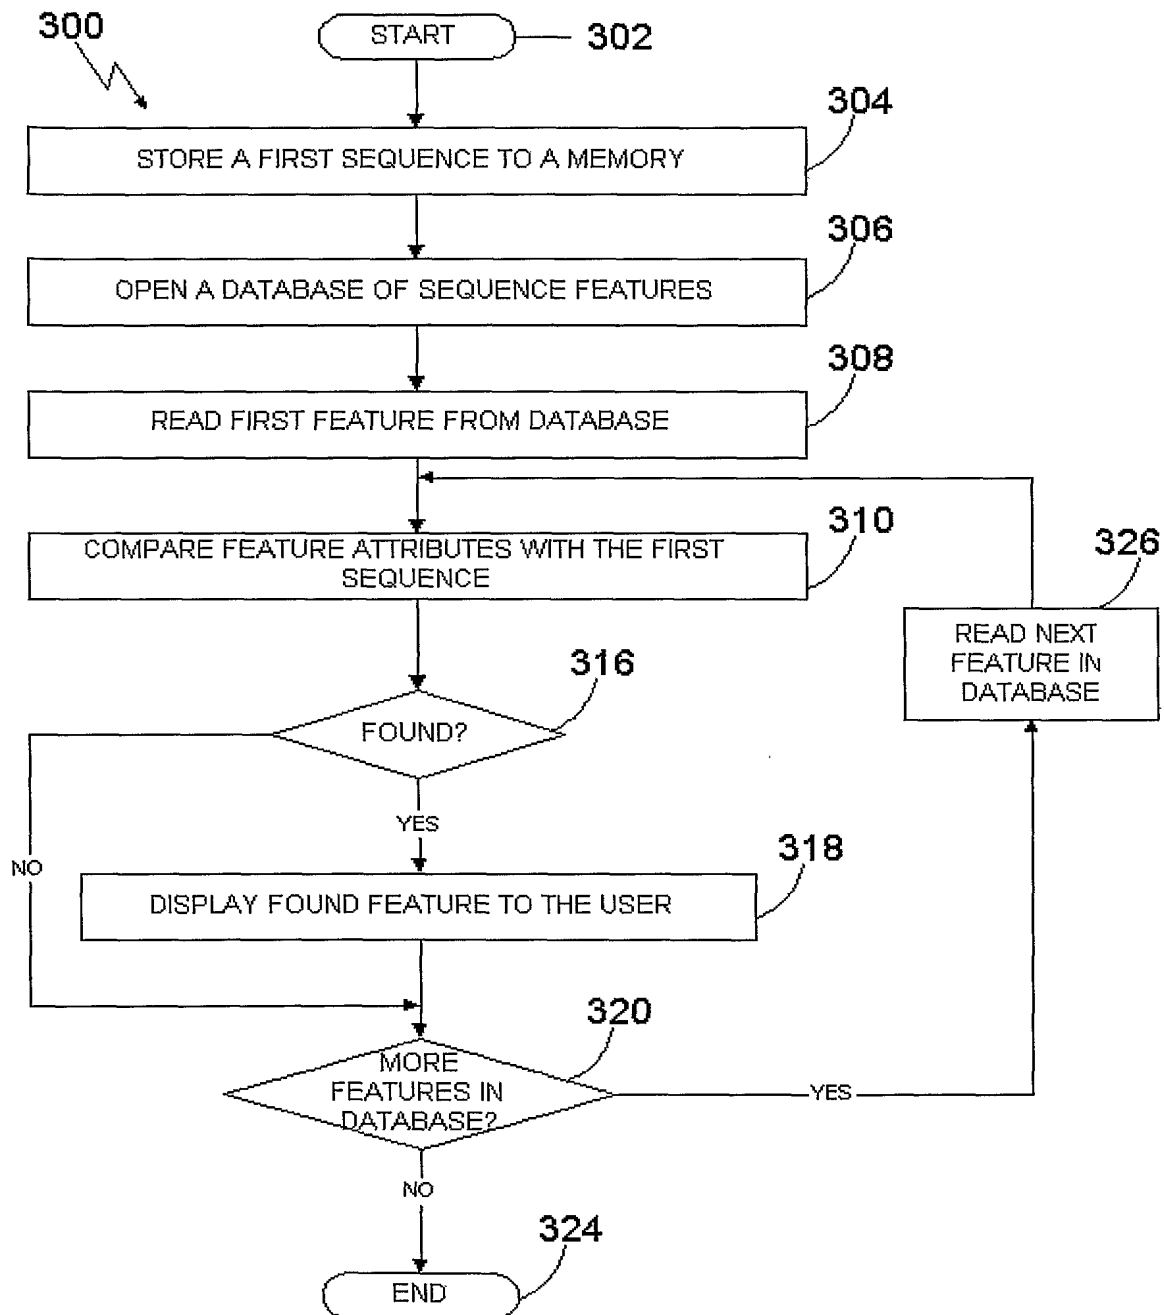 300
START
302
304
STORE A FIRST SEQUENCE TO A MEMORY
306
OPEN A DATABASE OF SEQUENCE FEATURES
308
READ FIRST FEATURE FROM DATABASE
310
COMPARE FEATURE ATTRIBUTES WITH THE FIRST
SEQUENCE
326
READ NEXT
FEATURE IN
DATABASE
316
FOUND?
YES
NO
318
DISPLAY FOUND FEATURE TO THE USER
320
MORE
FEATURES IN
DATABASE?
YES
NO
324
END